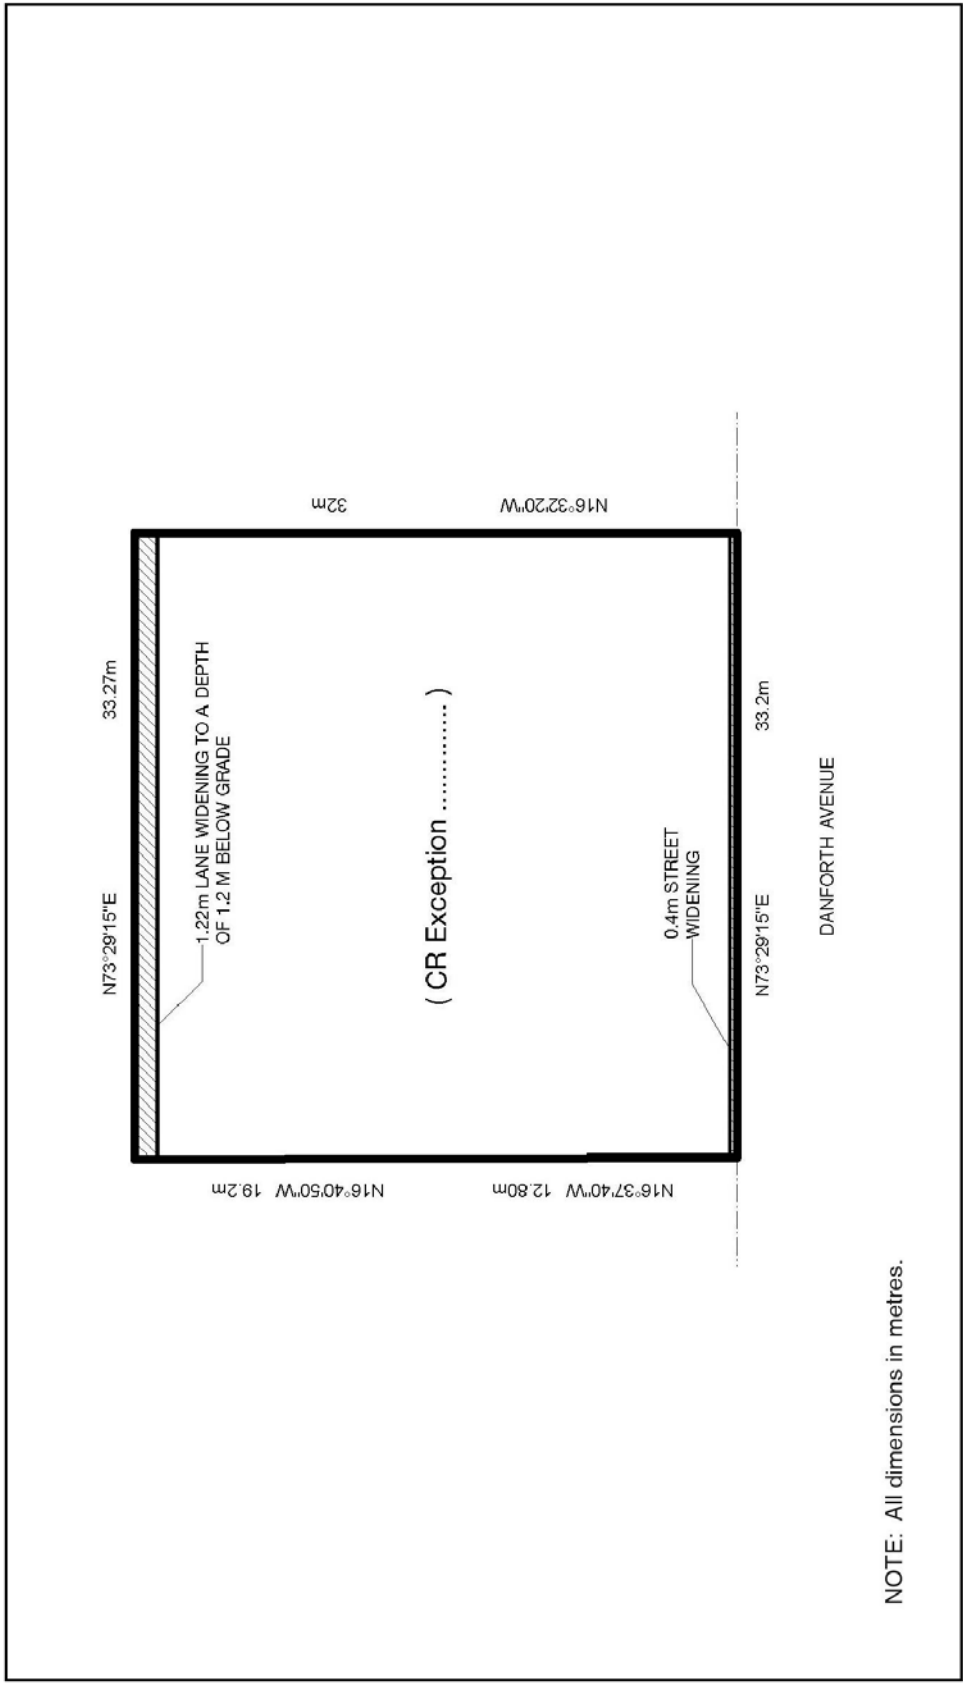 N73°29'15"E 33.27m
1.22m LANE WIDENING TO A DEPTH
OF 1.2 M BELOW GRADE
N16°40'50"W 19.2m
32m
( CR Exception .............. )
N16°37'40"W 12.80m
N16°32'20"W
0.4m STREET
WIDENING
N73°29'15"E 33.2m
DANFORTH AVENUE
NOTE: All dimensions in metres.